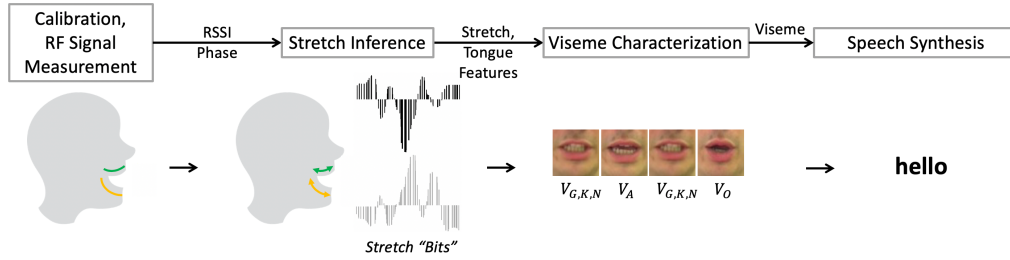 Calibration,
RF Signal
Measurement
RSSI
Phase
Stretch Inference
Stretch,
Tongue
Features
Viseme Characterization
Viseme
Speech Synthesis
Stretch “Bits”
V_{G,K,N} V_A V_{G,K,N} V_O
hello